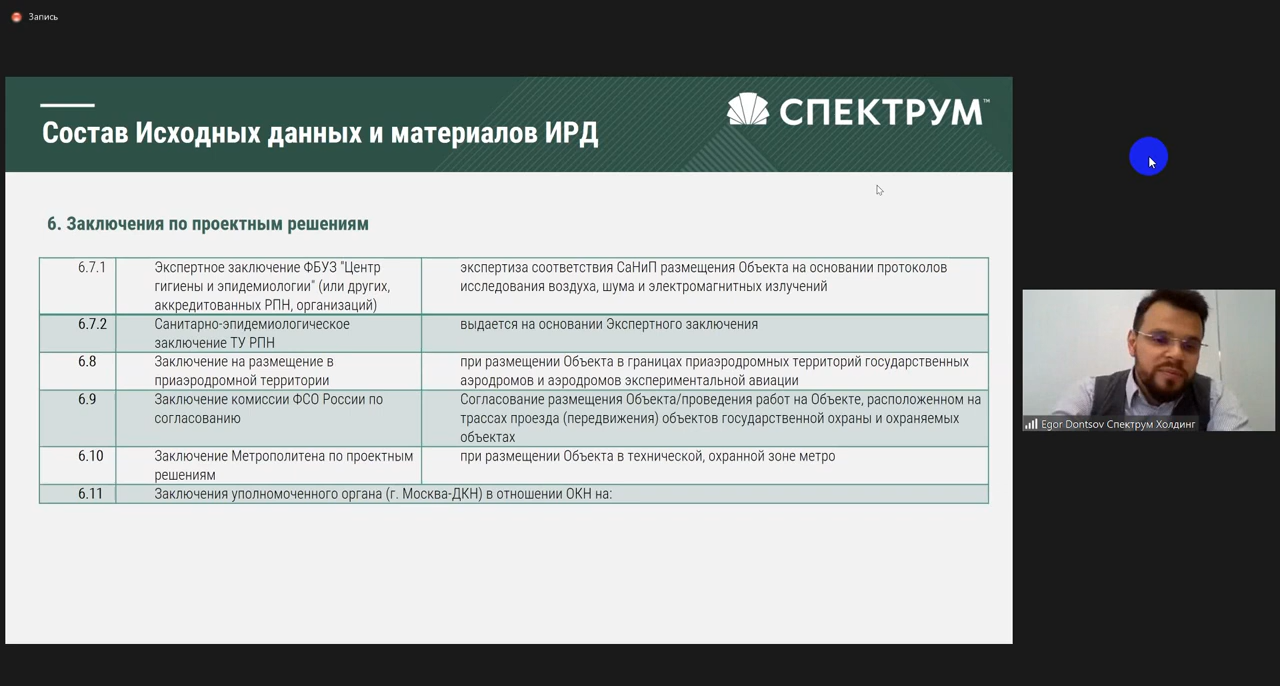 Запись
СПЕКТРУМ™
Состав Исходных данных и материалов ИРД
6. Заключения по проектным решениям
6.7.1
Экспертное заключение ФБУЗ "Центр
гигиены и эпидемиологии" (или других,
аккредитованных РПН, организаций)
экспертиза соответствия СаНиП размещения Объекта на основании протоколов
исследования воздуха, шума и электромагнитных излучений
6.7.2
Санитарно-эпидемиологическое
заключение ТУ РПН
выдается на основании Экспертного заключения
6.8
Заключение на размещение в
приаэродромной территории
при размещении Объекта в границах приаэродромных территорий государственных
аэродромов и аэродромов экспериментальной авиации
6.9
Заключение комиссии ФСО России по
согласованию
Согласование размещения Объекта/проведения работ на Объекте, расположенном на
трассах проезда (передвижения) объектов государственной охраны и охраняемых
объектах
6.10
Заключение Метрополитена по проектным
решениям
при размещении Объекта в технической, охранной зоне метро
6.11
Заключения уполномоченного органа (г. Москва-ДКН) в отношении ОКН на:
Egor Dontsov Спектрум Холдинг